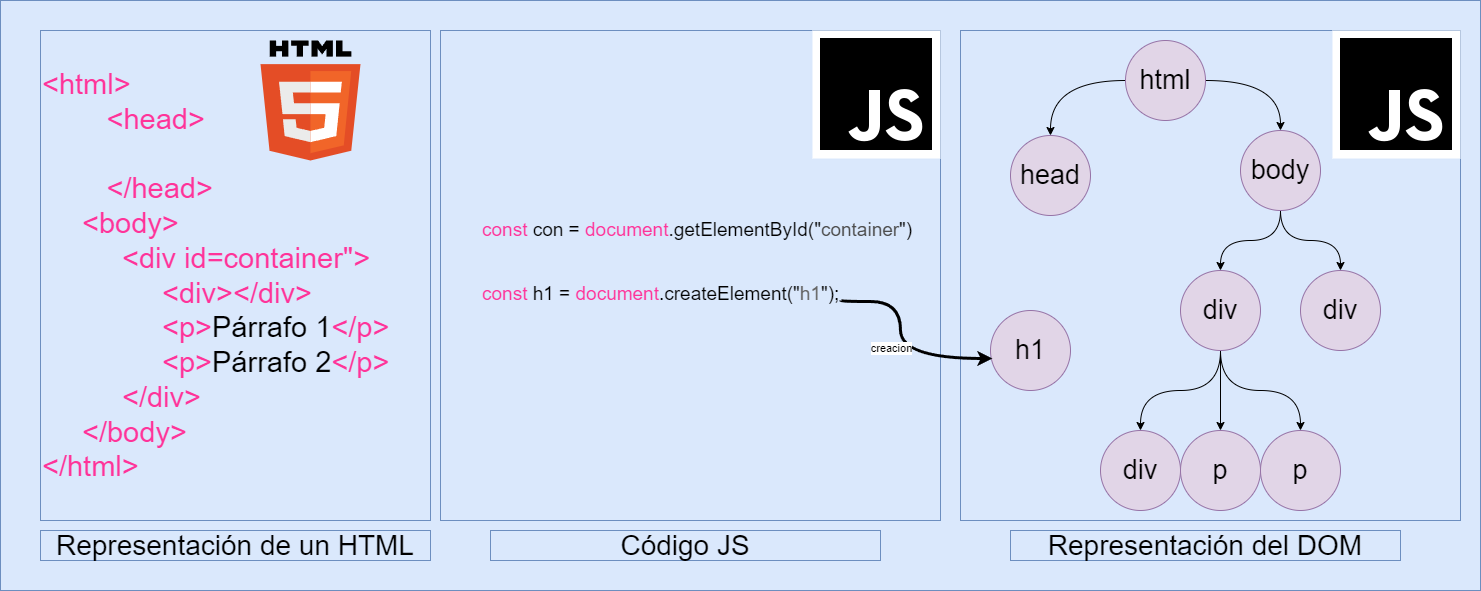 HTML
5
<html>
<head>
</head>
<body>
<div id=container">
<div></div>
<p>Párrafo 1</p>
<p>Párrafo 2</p>
</div>
</body>
</html>
Representación de un HTML
JS
const con = document.getElementById("container")
const h1 = document.createElement("h1");
creacion
Código JS
JS
html
head
body
div
div
h1
div
p
p
Representación del DOM